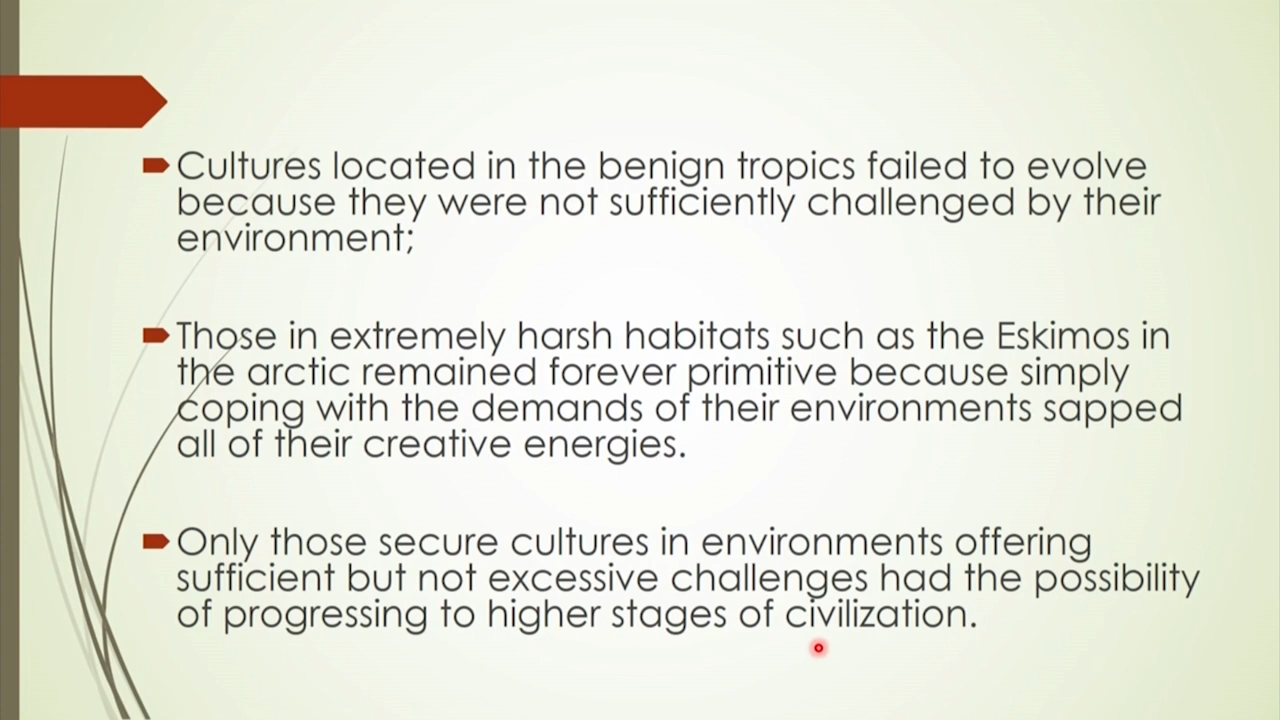 Cultures located in the benign tropics failed to evolve
because they were not sufficiently challenged by their
environment;
Those in extremely harsh habitats such as the Eskimos in
the arctic remained forever primitive because simply
coping with the demands of their environments sapped
all of their creative energies.
Only those secure cultures in environments offering
sufficient but not excessive challenges had the possibility
of progressing to higher stages of civilization.